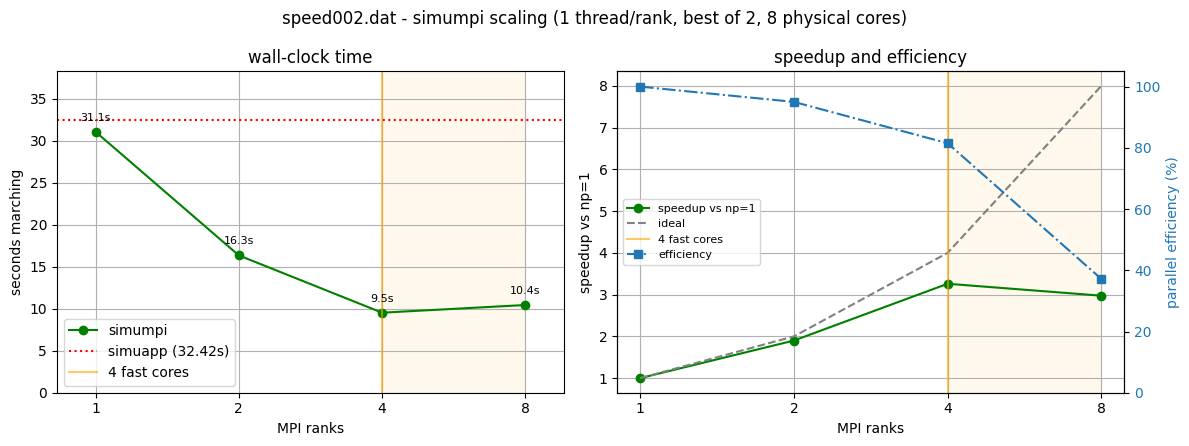 speed002.dat - simumpi scaling (1 thread/rank, best of 2, 8 physical cores)
wall-clock time
seconds marching
35
30
25
20
15
10
5
0
31.1s
16.3s
9.5s
10.4s
simumpi
simuapp (32.42s)
4 fast cores
1
2
4
8
MPI ranks
speedup and efficiency
speedup vs np=1
8
7
6
5
4
3
2
1
speedup vs np=1
ideal
4 fast cores
efficiency
1
2
4
8
MPI ranks
100
80
60
40
20
0
parallel efficiency (%)